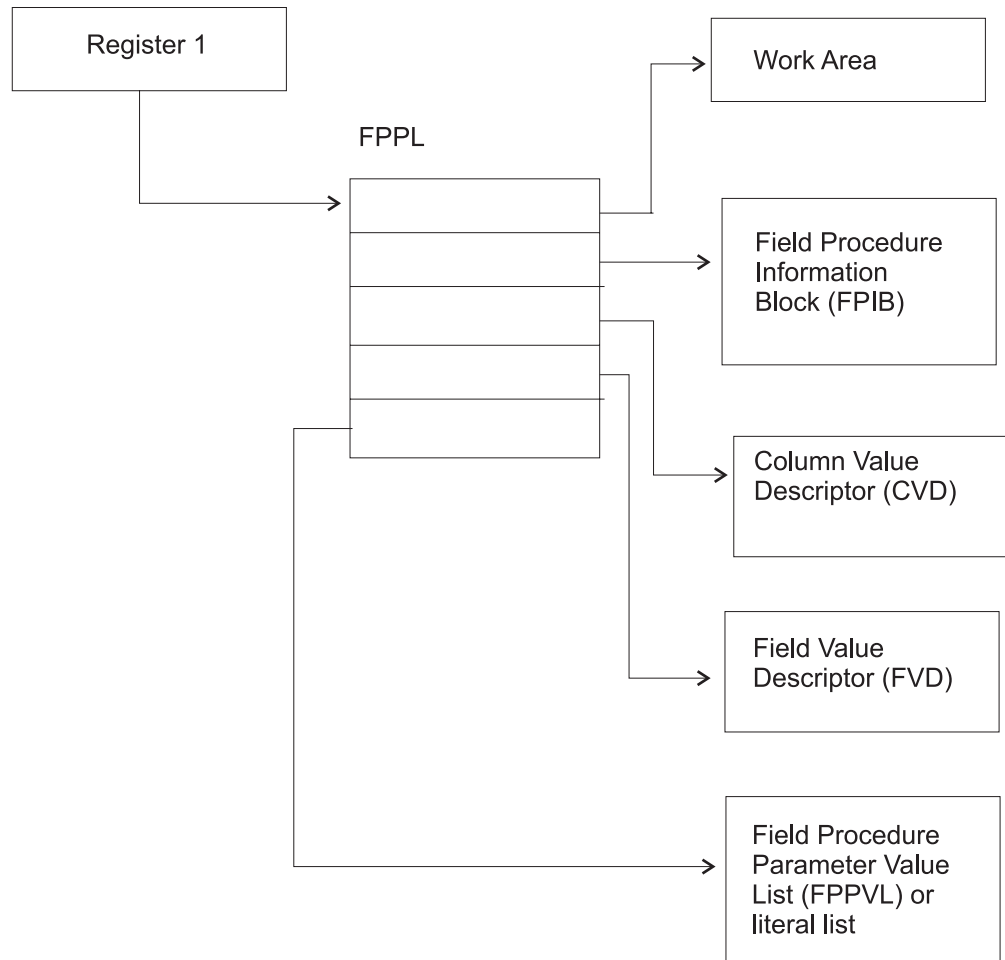 Register 1
Work Area
FPPL
Field Procedure
Information
Block (FPIB)
Column Value
Descriptor (CVD)
Field Value
Descriptor (FVD)
Field Procedure
Parameter Value
List (FPPVL) or
literal list